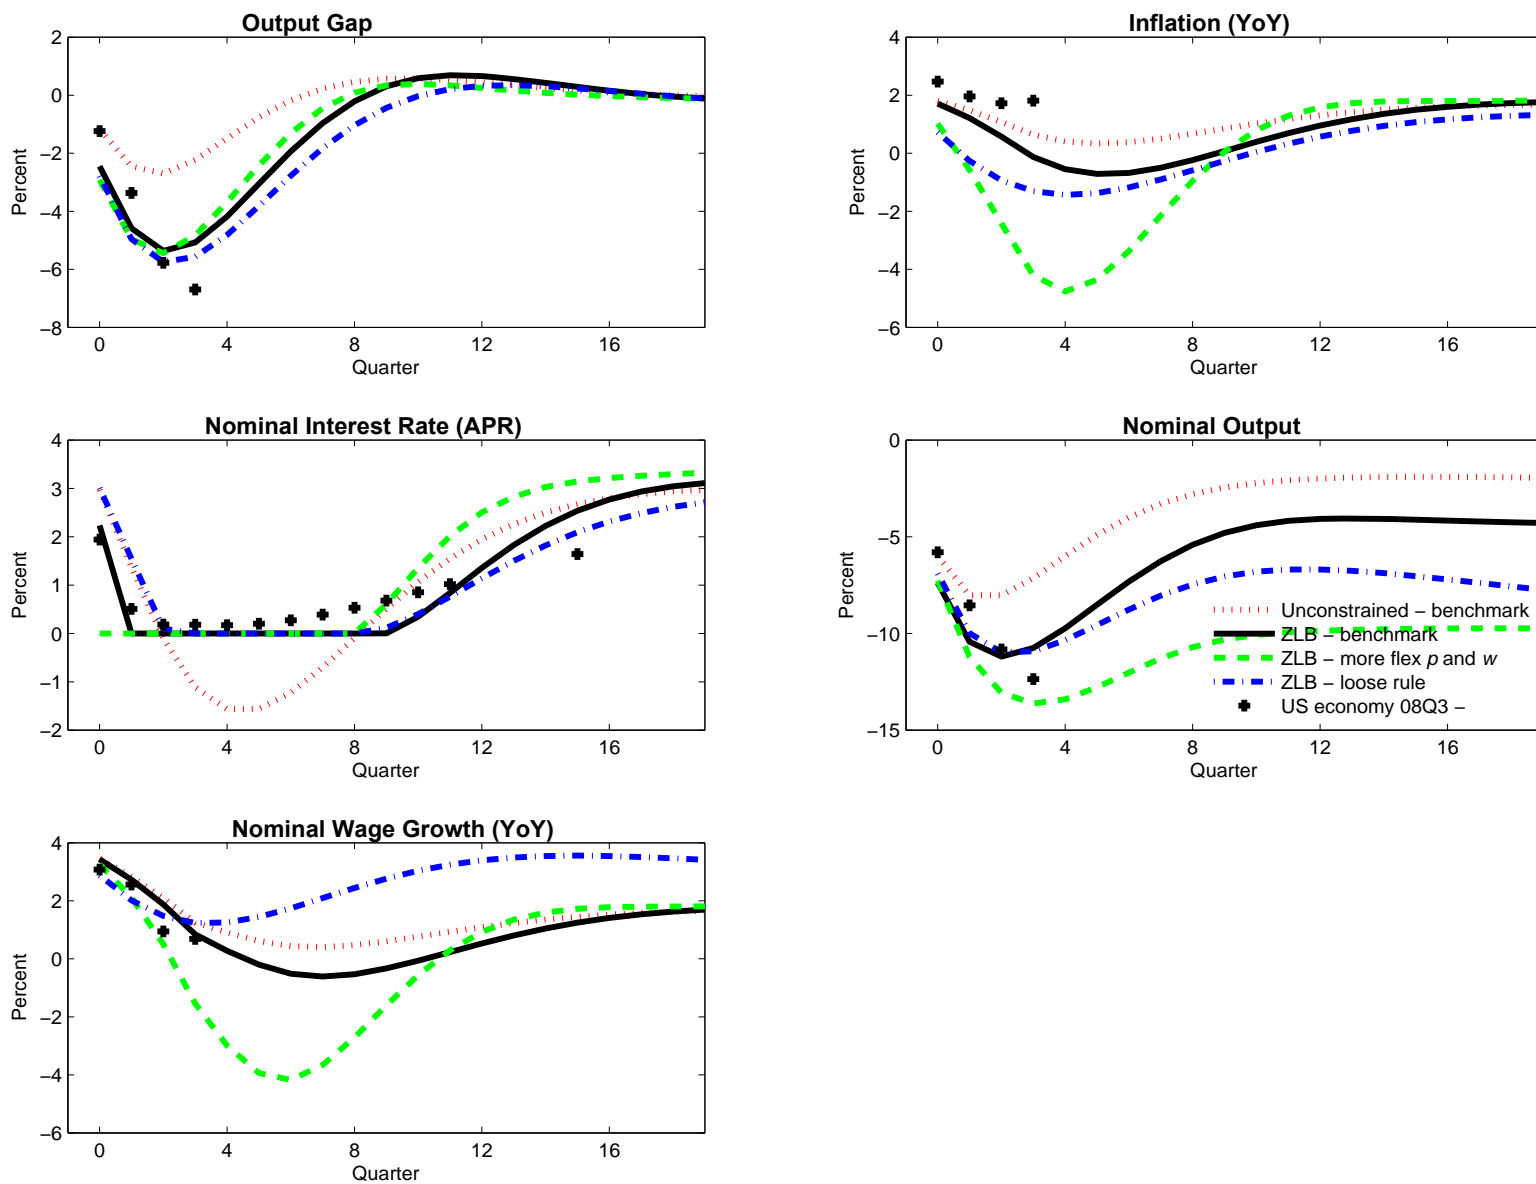 Output Gap
Percent
2
0
−2
−4
−6
−8
0 4 8 12 16
Quarter
Inflation (YoY)
Percent
4
2
0
−2
−4
−6
0 4 8 12 16
Quarter
Nominal Interest Rate (APR)
Percent
4
3
2
1
0
−1
−2
0 4 8 12 16
Quarter
Nominal Output
Percent
0
−5
−10
−15
0 4 8 12 16
Quarter
Unconstrained − benchmark
ZLB − benchmark
ZLB − more flex p and w
ZLB − loose rule
US economy 08Q3 −
Nominal Wage Growth (YoY)
Percent
4
2
0
−2
−4
−6
0 4 8 12 16
Quarter